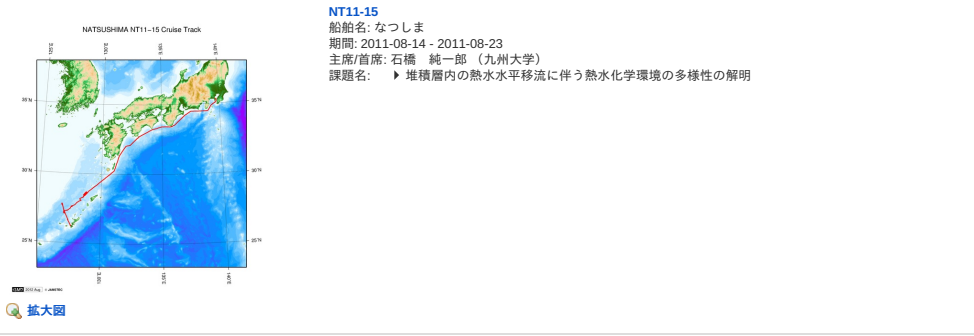 NT11-15
船舶名: なつしま
期間: 2011-08-14 - 2011-08-23
主席/首席: 石橋　純一郎 （九州大学）
課題名: 堆積層内の熱水水平移流に伴う熱水化学環境の多様性の解明
NATSUSHIMA NT11−15 Cruise Track
35˚N
35˚N
30˚N
30˚N
25˚N
25˚N
拡大図